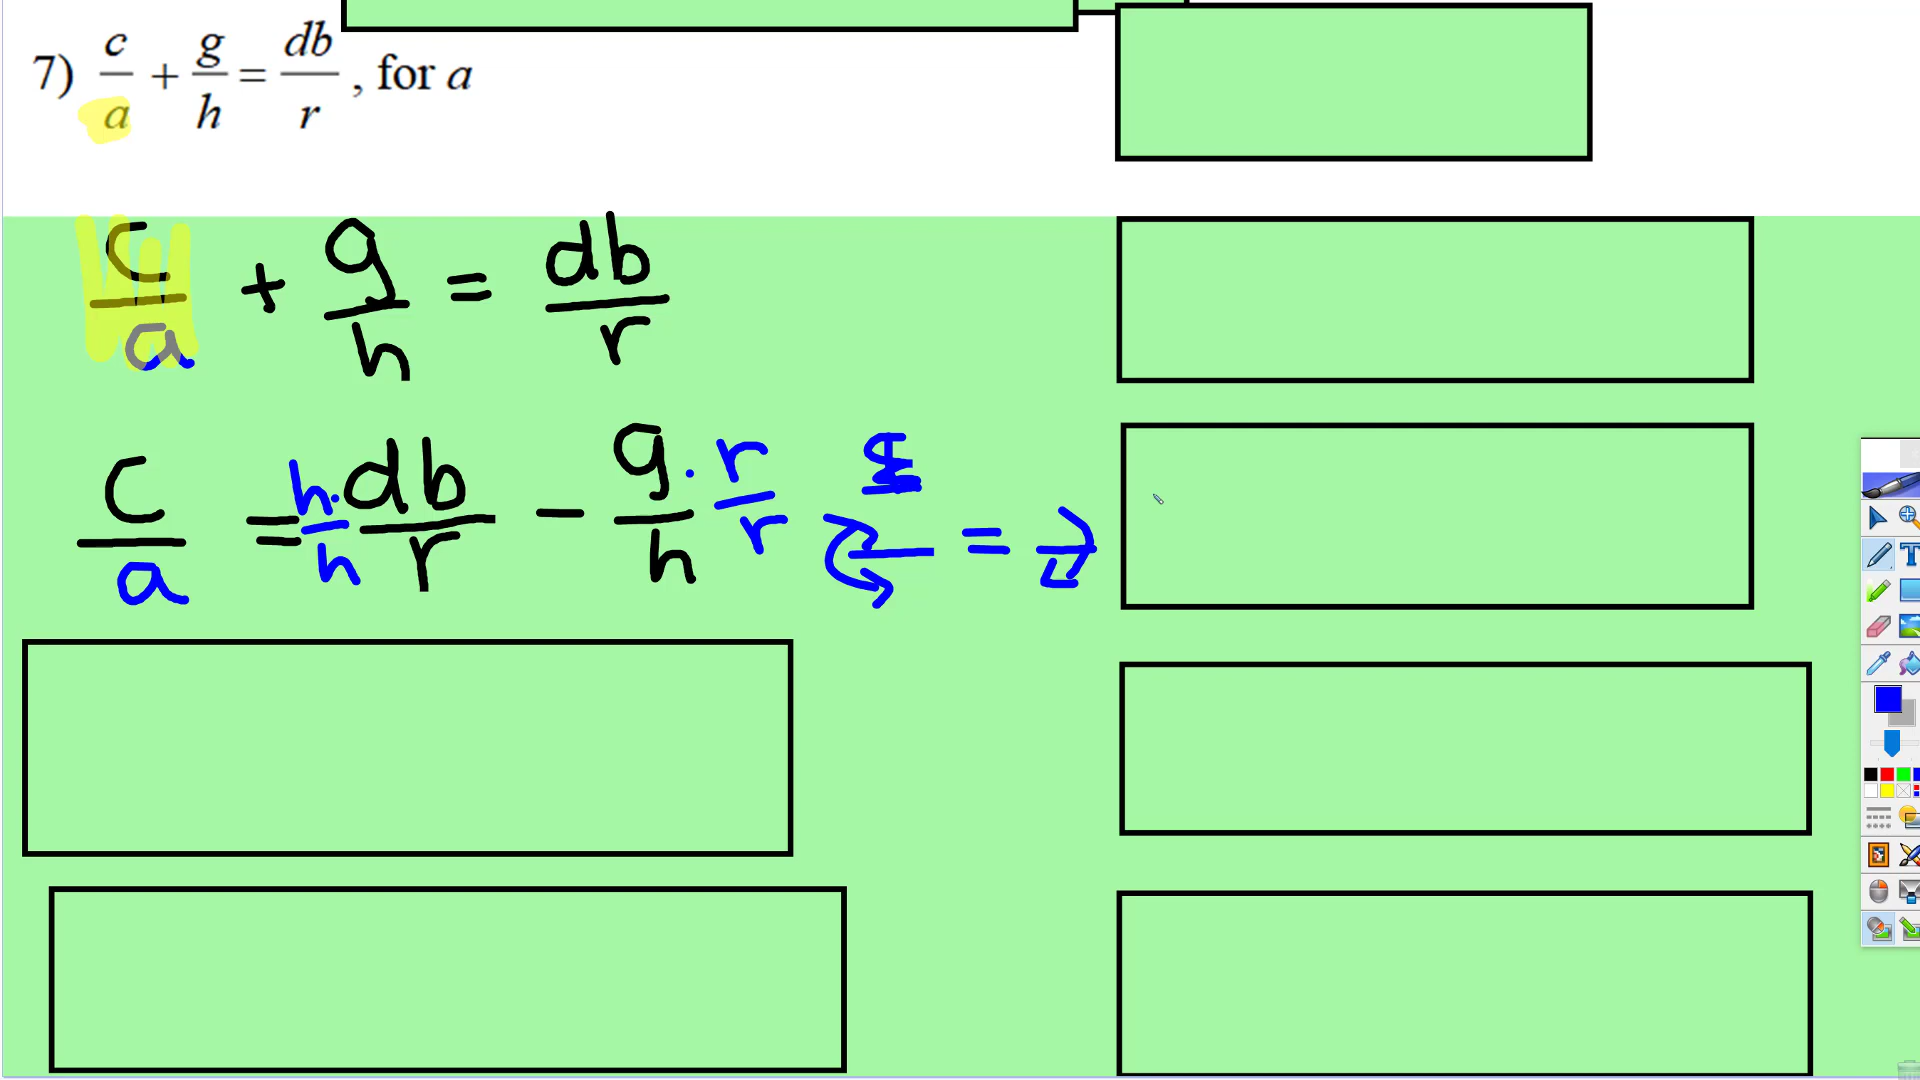 7) c/a + g/h = db/r , for a
c/a + g/h = db/r
c/a = h/h · db/r − g/h · r/r
=